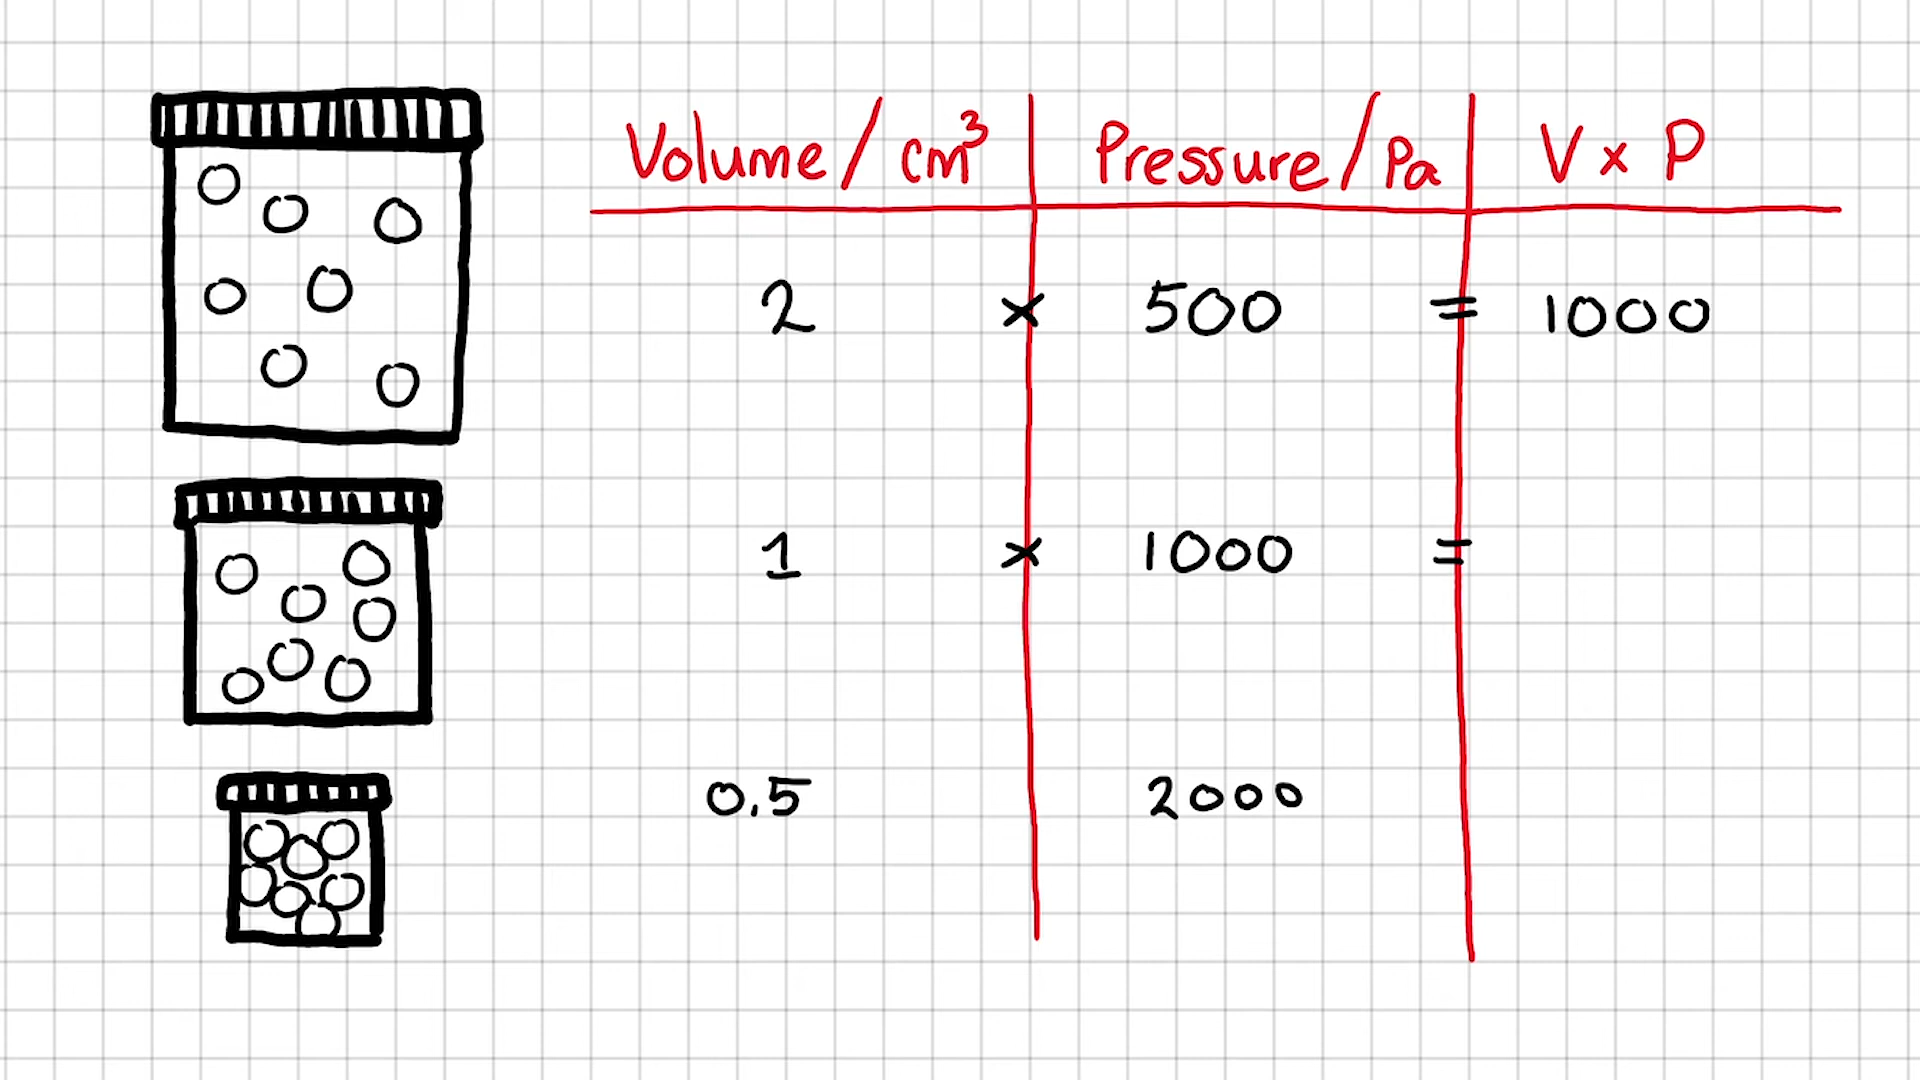 Volume / cm³ Pressure / Pa V x P
2 x 500 = 1000
1 x 1000 =
0.5 2000